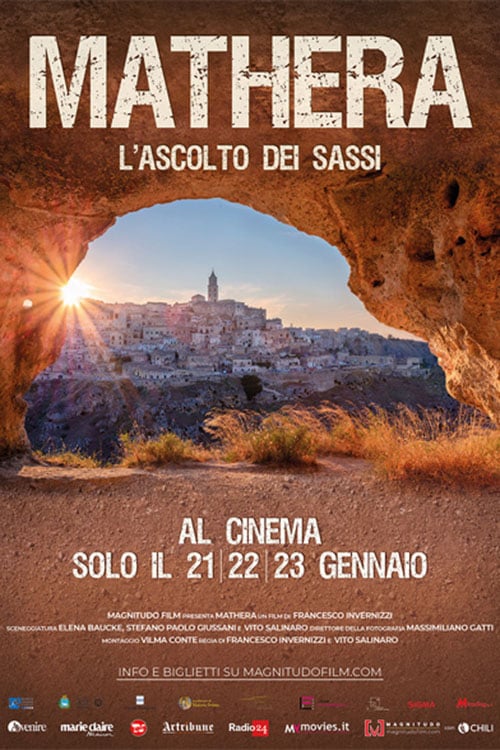 MATHERA
L'ASCOLTO DEI SASSI
AL CINEMA
SOLO IL 21|22|23 GENNAIO
MAGNITUDO FILM PRESENTA MATHERA UN FILM DI FRANCESCO INVERNIZZI
SCENEGGIATURA ELENA BAUCKE, STEFANO PAOLO GIUSSANI E VITO SALINARO DIRETTORE DELLA FOTOGRAFIA MASSIMILIANO GATTI
MONTAGGIO VILMA CONTE REGIA DI FRANCESCO INVERNIZZI E VITO SALINARO
INFO E BIGLIETTI SU MAGNITUDOFILM.COM
Avvenire marie claire Maison Artribune Radio24 MYmovies.it MAGNITUDO CHILI